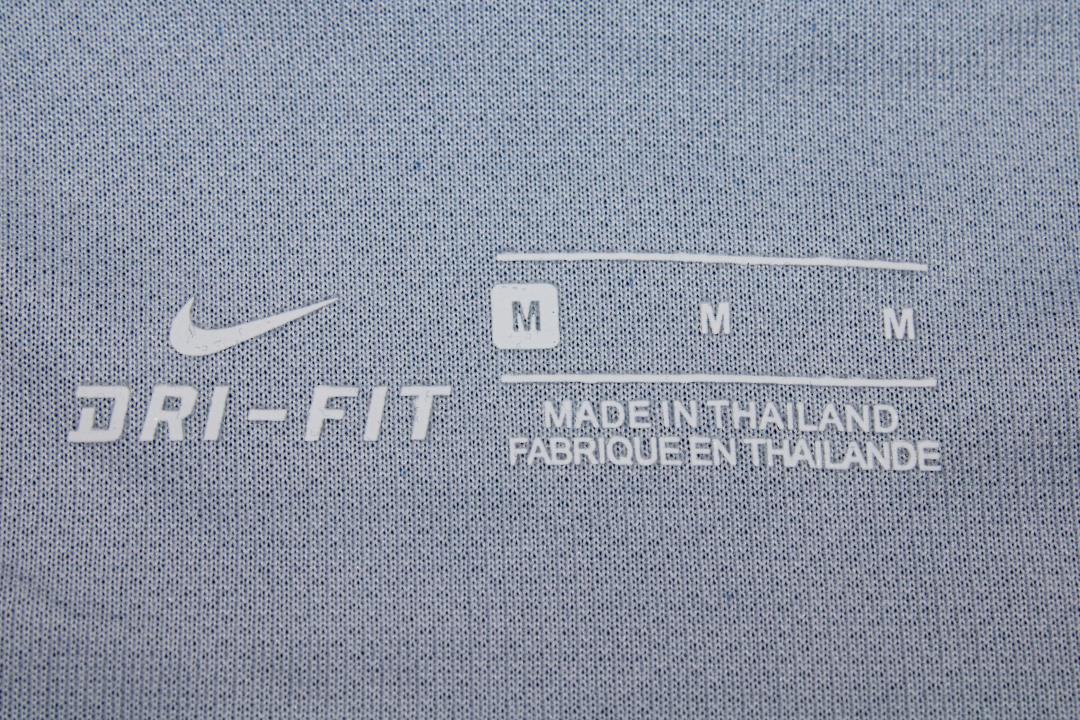 DRI-FIT
M M M
MADE IN THAILAND
FABRIQUE EN THAILANDE